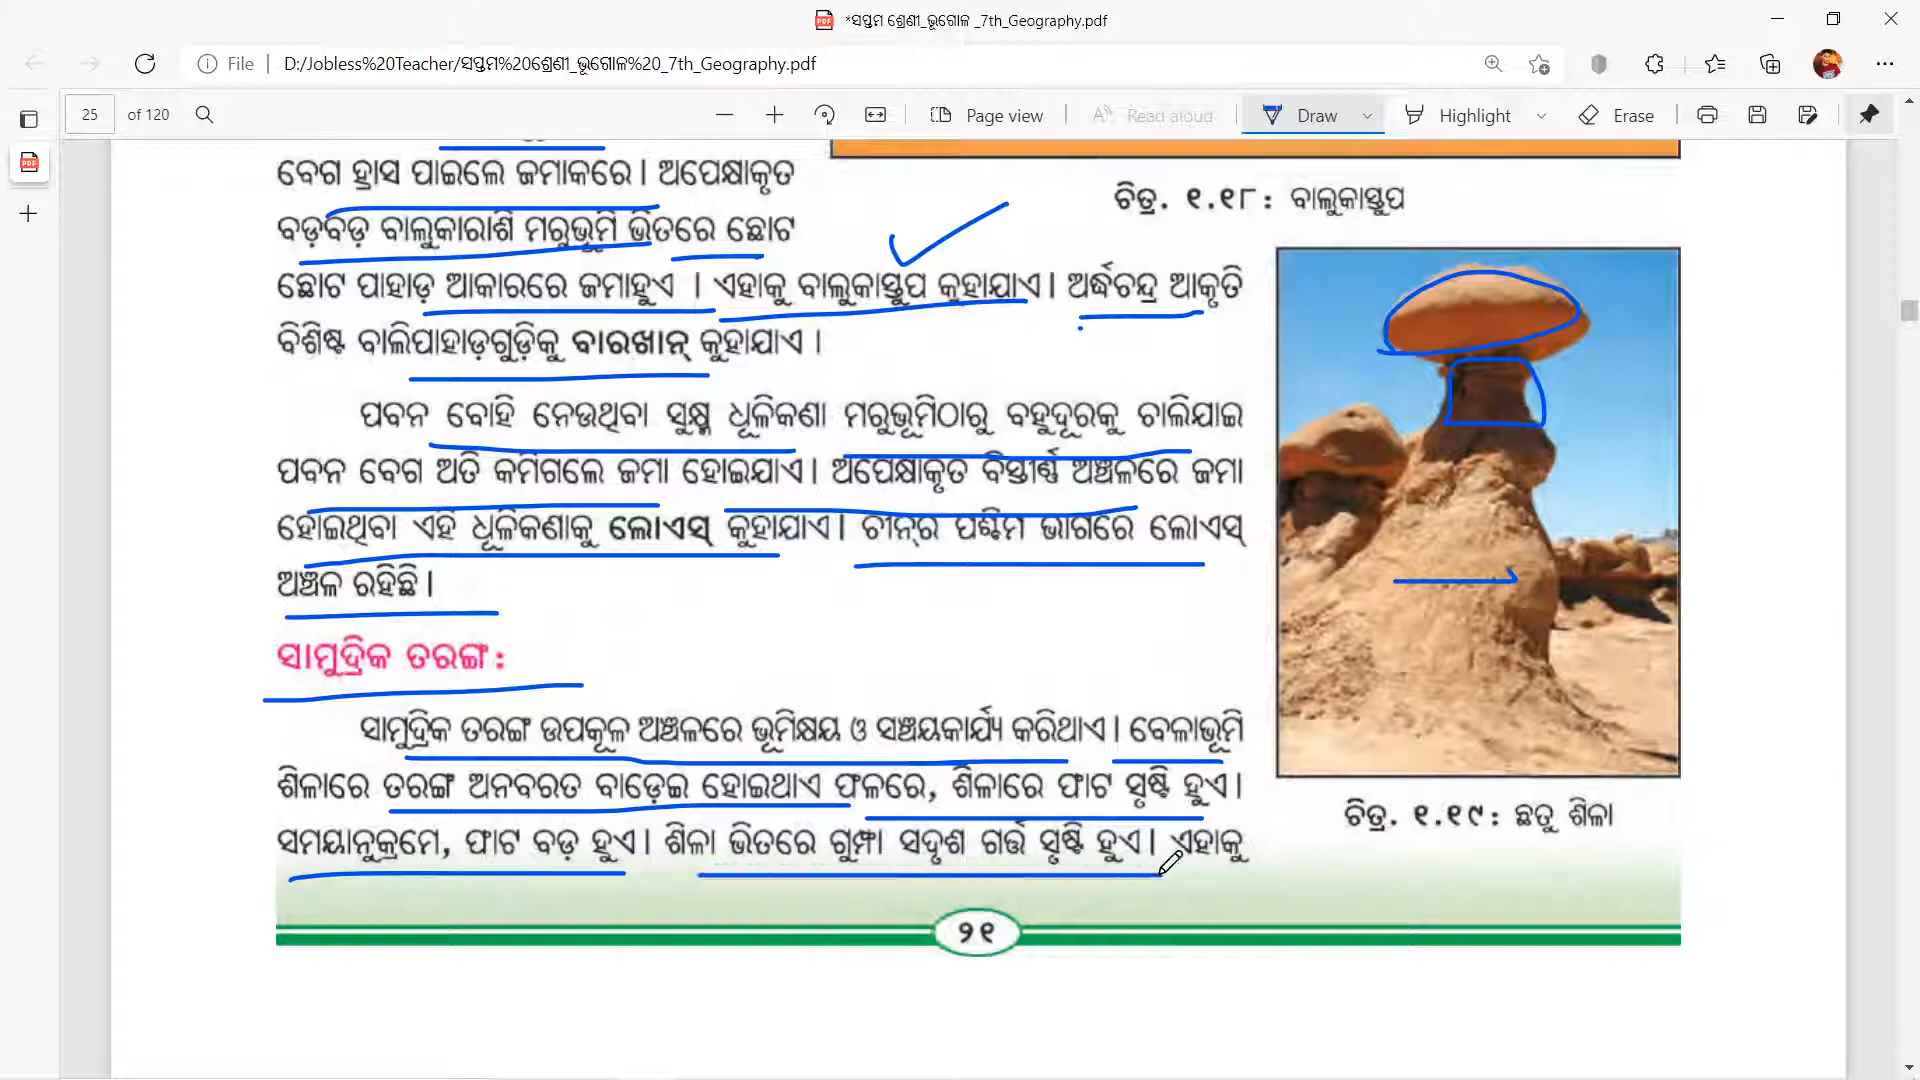 *ସପ୍ତମ ଶ୍ରେଣୀ_ଭୂଗୋଳ _7th_Geography.pdf
File | D:/Jobless%20Teacher/ସପ୍ତମ%20ଶ୍ରେଣୀ_ଭୂଗୋଳ%20_7th_Geography.pdf
25 of 120 Page view Read aloud Draw Highlight Erase
ବେଗ ହ୍ରାସ ପାଇଲେ ଜମାକରେ। ଅପେକ୍ଷାକୃତ
ବଡ଼ବଡ଼ ବାଲୁକାରାଶି ମରୁଭୂମି ଭିତରେ ଛୋଟ
ଛୋଟ ପାହାଡ଼ ଆକାରରେ ଜମାହୁଏ । ଏହାକୁ ବାଲୁକାସ୍ତୁପ କୁହାଯାଏ। ଅର୍ଦ୍ଧଚନ୍ଦ୍ର ଆକୃତି
ବିଶିଷ୍ଟ ବାଲିପାହାଡ଼ଗୁଡ଼ିକୁ ବାରଖାନ୍ କୁହାଯାଏ ।
ଚିତ୍ର. ୧.୧୮: ବାଲୁକାସ୍ତୁପ
ପବନ ବୋହି ନେଉଥିବା ସୂକ୍ଷ୍ମ ଧୂଳିକଣା ମରୁଭୂମିଠାରୁ ବହୁଦୂରକୁ ଚାଲିଯାଇ
ପବନ ବେଗ ଅତି କମିଗଲେ ଜମା ହୋଇଯାଏ। ଅପେକ୍ଷାକୃତ ବିସ୍ତୀର୍ଣ୍ଣ ଅଞ୍ଚଳରେ ଜମା
ହୋଇଥିବା ଏହି ଧୂଳିକଣାକୁ ଲୋଏସ୍ କୁହାଯାଏ। ଚୀନ୍‌ର ପଶ୍ଚିମ ଭାଗରେ ଲୋଏସ୍
ଅଞ୍ଚଳ ରହିଛି।
ସାମୁଦ୍ରିକ ତରଙ୍ଗ:
ସାମୁଦ୍ରିକ ତରଙ୍ଗ ଉପକୂଳ ଅଞ୍ଚଳରେ ଭୂମିକ୍ଷୟ ଓ ସଞ୍ଚୟକାର୍ଯ୍ୟ କରିଥାଏ। ବେଳାଭୂମି
ଶିଳାରେ ତରଙ୍ଗ ଅନବରତ ବାଡ଼େଇ ହୋଇଥାଏ ଫଳରେ, ଶିଳାରେ ଫାଟ ସୃଷ୍ଟି ହୁଏ।
ସମୟାନୁକ୍ରମେ, ଫାଟ ବଡ଼ ହୁଏ। ଶିଳା ଭିତରେ ଗୁମ୍ଫା ସଦୃଶ ଗର୍ତ୍ତ ସୃଷ୍ଟି ହୁଏ। ଏହାକୁ
ଚିତ୍ର. ୧.୧୯: ଛତୁ ଶିଳା
୨୧